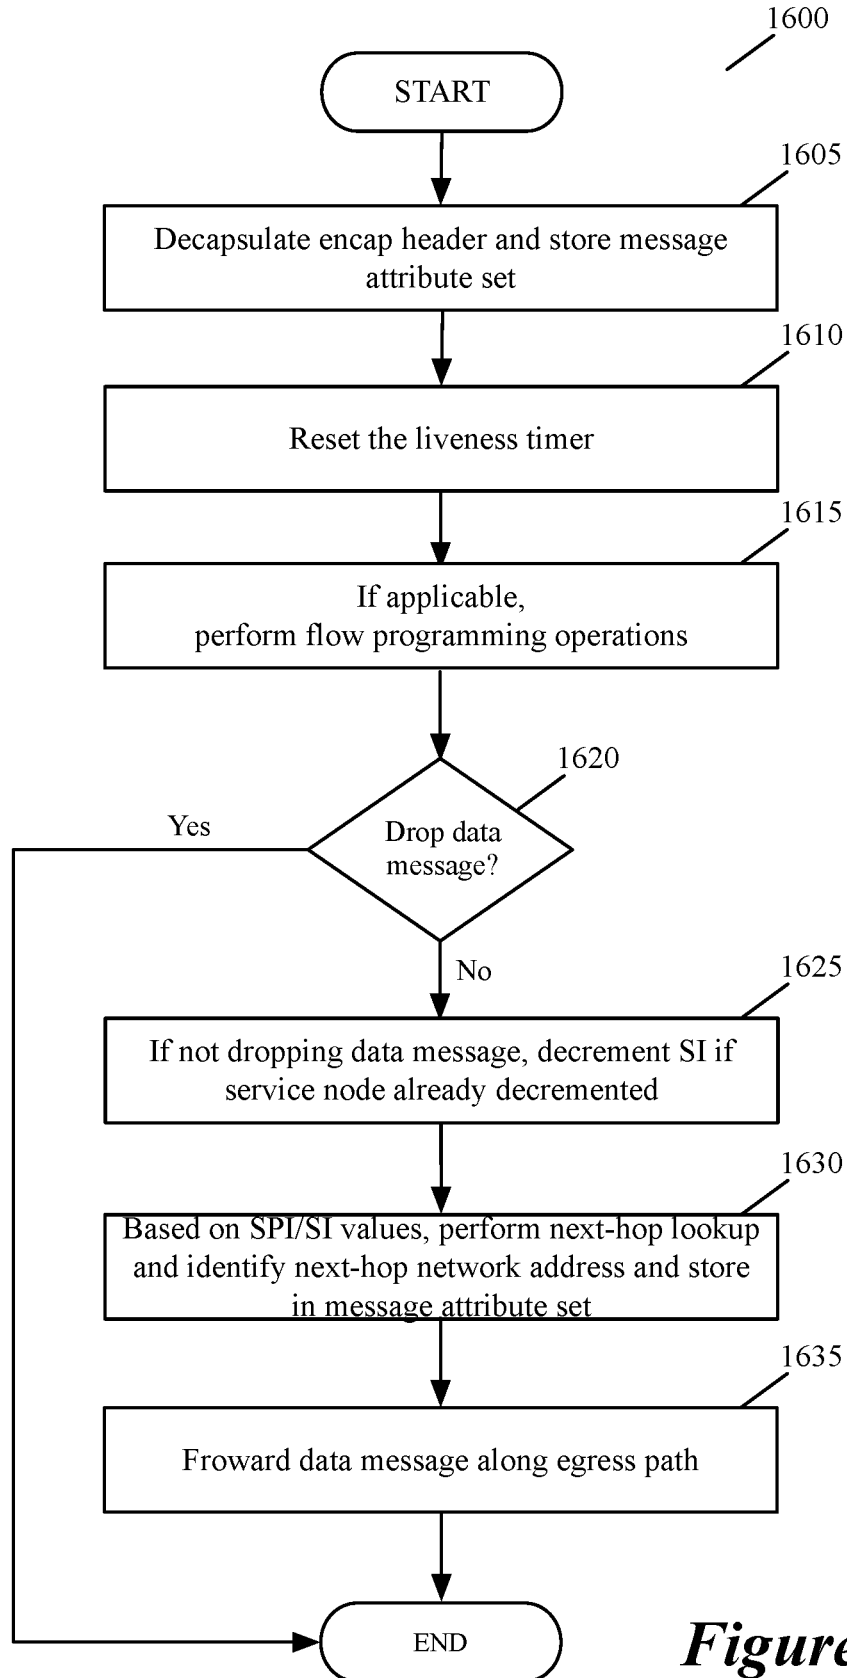 1600
START
1605
Decapsulate encap header and store message
attribute set
1610
Reset the liveness timer
1615
If applicable,
perform flow programming operations
1620
Drop data
message?
Yes
No
1625
If not dropping data message, decrement SI if
service node already decremented
1630
Based on SPI/SI values, perform next-hop lookup
and identify next-hop network address and store
in message attribute set
1635
Froward data message along egress path
END
Figure